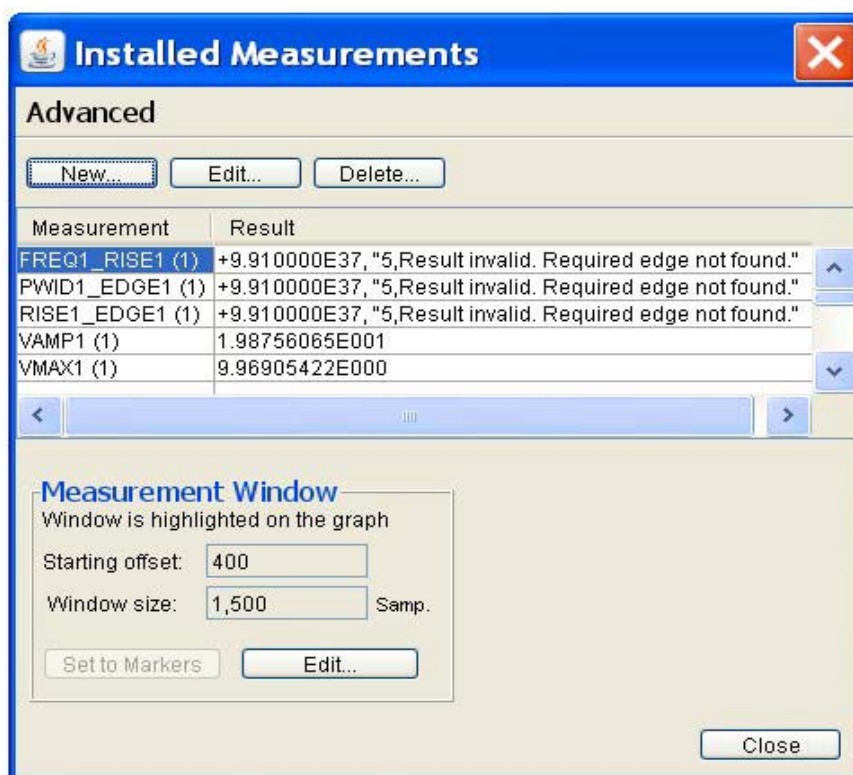 Installed Measurements
Advanced
New... Edit... Delete...
Measurement Result
FREQ1_RISE1 (1) +9.910000E37, "5,Result invalid. Required edge not found."
PWID1_EDGE1 (1) +9.910000E37, "5,Result invalid. Required edge not found."
RISE1_EDGE1 (1) +9.910000E37, "5,Result invalid. Required edge not found."
VAMP1 (1) 1.98756065E001
VMAX1 (1) 9.96905422E000
Measurement Window
Window is highlighted on the graph
Starting offset: 400
Window size: 1,500 Samp.
Set to Markers Edit...
Close